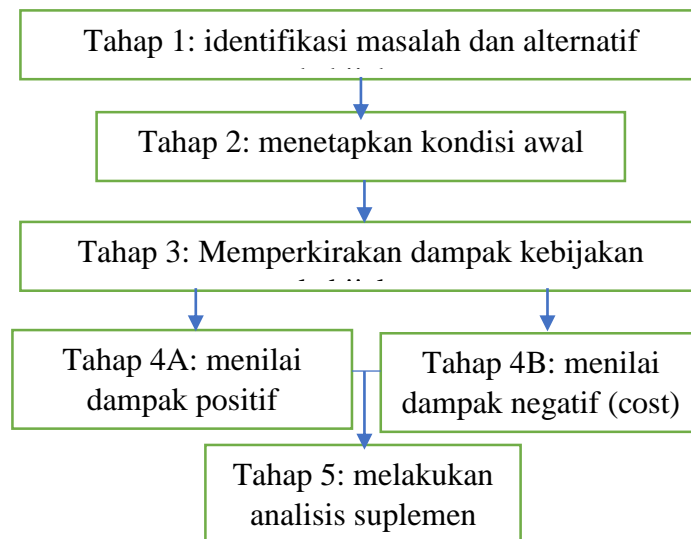 Tahap 1: identifikasi masalah dan alternatif
Tahap 2: menetapkan kondisi awal
Tahap 3: Memperkirakan dampak kebijakan
Tahap 4A: menilai
dampak positif
Tahap 4B: menilai
dampak negatif (cost)
Tahap 5: melakukan
analisis suplemen